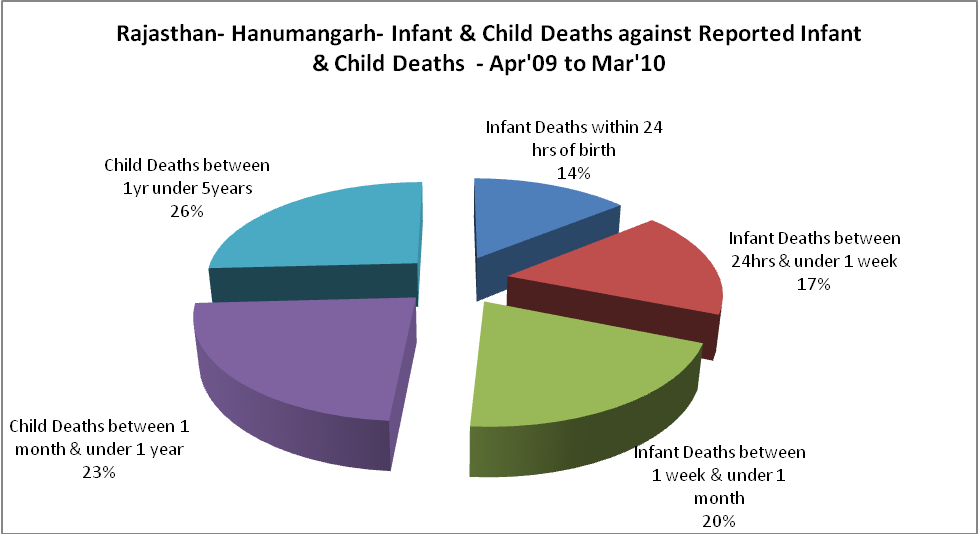 Rajasthan- Hanumangarh- Infant & Child Deaths against Reported Infant
& Child Deaths - Apr'09 to Mar'10
Infant Deaths within 24
hrs of birth
14%
Infant Deaths between
24hrs & under 1 week
17%
Infant Deaths between
1 week & under 1
month
20%
Child Deaths between 1
month & under 1 year
23%
Child Deaths between
1yr under 5years
26%